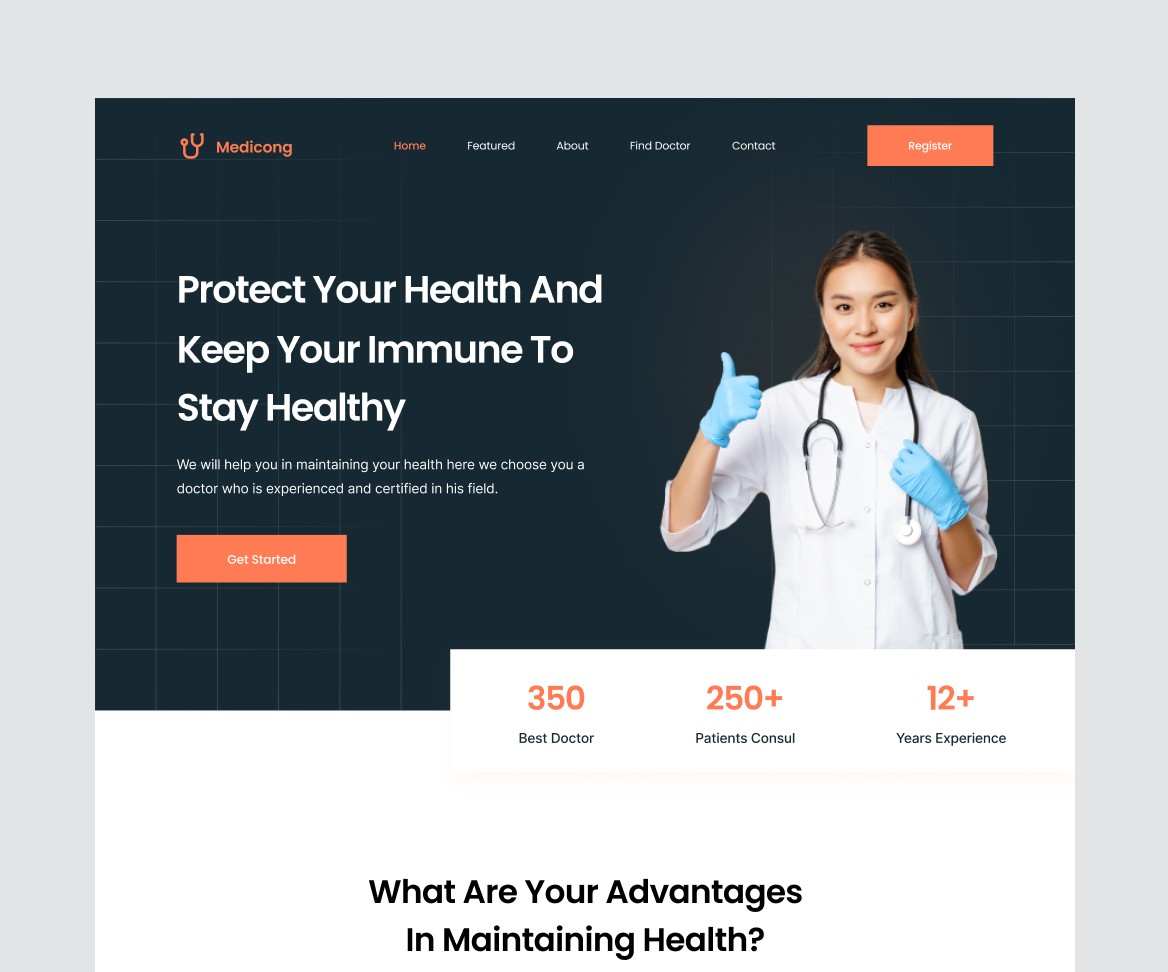 Medicong
Home
Featured
About
Find Doctor
Contact
Register
Protect Your Health And
Keep Your Immune To
Stay Healthy
We will help you in maintaining your health here we choose you a
doctor who is experienced and certified in his field.
Get Started
350
Best Doctor
250+
Patients Consul
12+
Years Experience
What Are Your Advantages
In Maintaining Health?